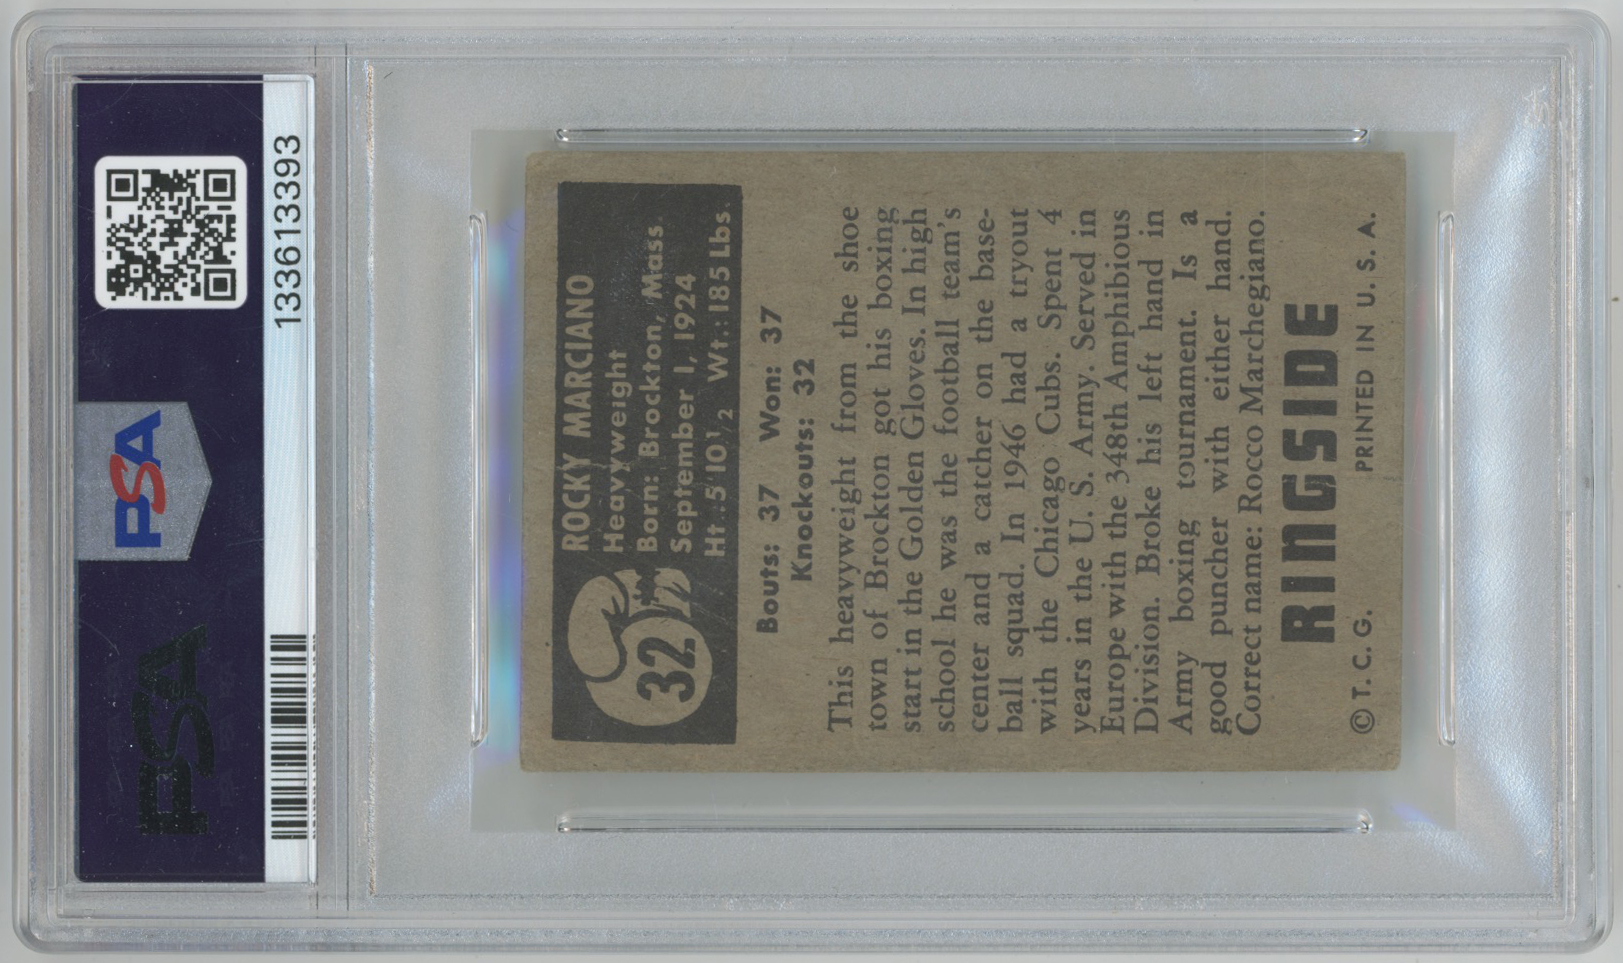 133613393
PSA
PSA
32
ROCKY MARCIANO
Heavyweight
Born: Brockton, Mass.
September 1, 1924
Ht.: 5'10½ Wt.: 185 Lbs.
Bouts: 37 Won: 37
Knockouts: 32
This heavyweight from the shoe
town of Brockton got his boxing
start in the Golden Gloves. In high
school he was the football team's
center and a catcher on the base-
ball squad. In 1946 had a tryout
with the Chicago Cubs. Spent 4
years in the U. S. Army. Served in
Europe with the 348th Amphibious
Division. Broke his left hand in
Army boxing tournament. Is a
good puncher with either hand.
Correct name: Rocco Marchegiano.
RINGSIDE
© T. C. G. PRINTED IN U. S. A.